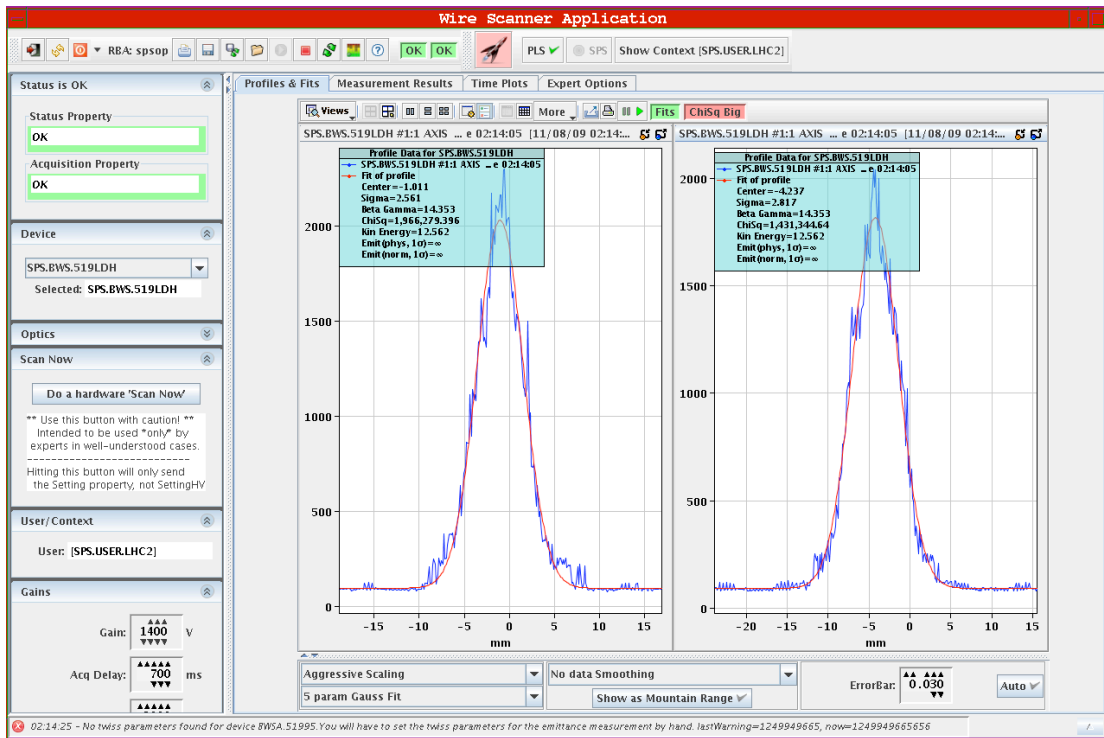 Wire Scanner Application
RBA: spsop
OK OK
PLS SPS Show Context [SPS.USER.LHC2]
Status is OK
Status Property
OK
Acquisition Property
OK
Device
SPS.BWS.519LDH
Selected: SPS.BWS.519LDH
Optics
Scan Now
Do a hardware 'Scan Now'
** Use this button with caution! **
Intended to be used *only* by
experts in well-understood cases.
----------------------------
Hitting this button will only send
the Setting property, not SettingHV
User/Context
User: [SPS.USER.LHC2]
Gains
Gain: 1400 V
Acq Delay: 700 ms
Profiles & Fits Measurement Results Time Plots Expert Options
Views More Fits ChiSq Big
SPS.BWS.519LDH #1:1 AXIS ... e 02:14:05 [11/08/09 02:14:...
Profile Data for SPS.BWS.519LDH
SPS.BWS.519LDH #1:1 AXIS ... e 02:14:05
Fit of profile
Center=-1.011
Sigma=2.561
Beta Gamma=14.353
ChiSq=1,966,279.396
Kin Energy=12.562
Emit(phys, 1σ)=∞
Emit(norm, 1σ)=∞
2000
1500
1000
500
0
-15 -10 -5 0 5 10 15
mm
SPS.BWS.519LDH #1:1 AXIS ... e 02:14:05 [11/08/09 02:14:...
Profile Data for SPS.BWS.519LDH
SPS.BWS.519LDH #1:1 AXIS ... e 02:14:05
Fit of profile
Center=-4.237
Sigma=2.817
Beta Gamma=14.353
ChiSq=1,431,344.64
Kin Energy=12.562
Emit(phys, 1σ)=∞
Emit(norm, 1σ)=∞
2000
1500
1000
500
0
-20 -15 -10 -5 0 5 10 15
mm
Aggressive Scaling
5 param Gauss Fit
No data Smoothing
Show as Mountain Range
ErrorBar: 0.030
Auto
02:14:25 - No twiss parameters found for device BWSA.51995.You will have to set the twiss parameters for the emittance measurement by hand. lastWarning=1249949665, now=1249949665656